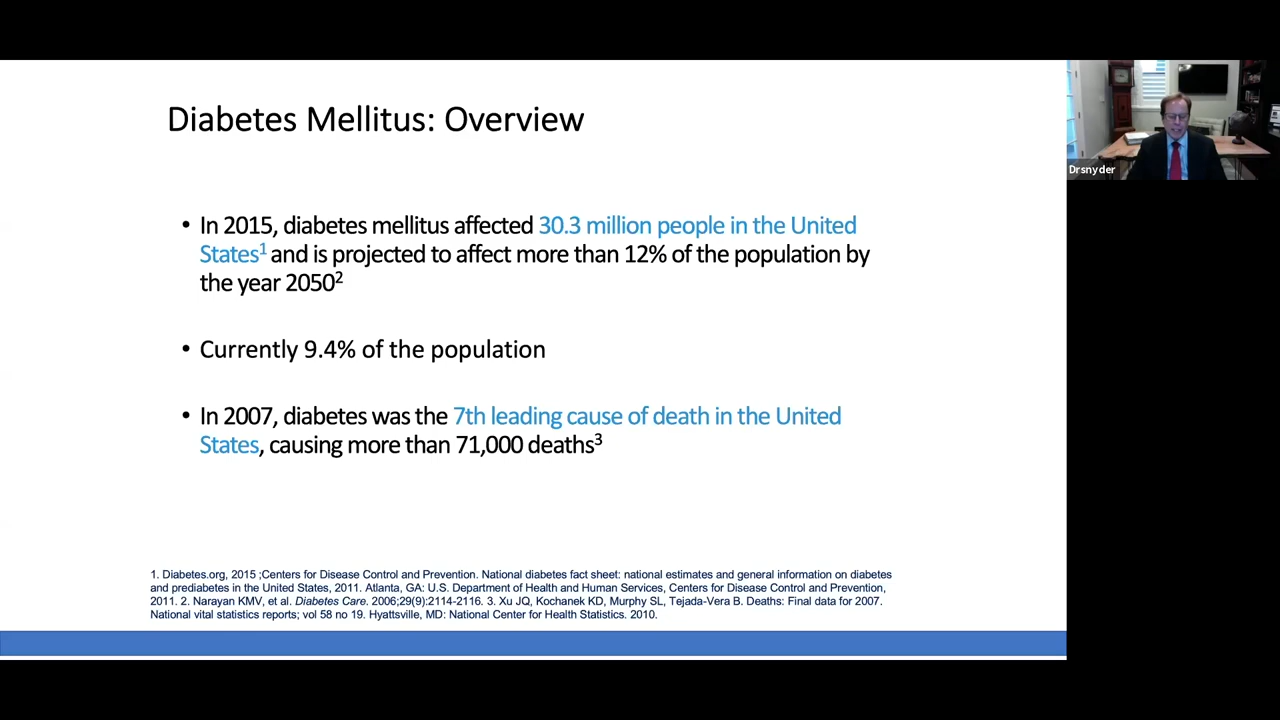 Diabetes Mellitus: Overview
• In 2015, diabetes mellitus affected 30.3 million people in the United
States1 and is projected to affect more than 12% of the population by
the year 20502
• Currently 9.4% of the population
• In 2007, diabetes was the 7th leading cause of death in the United
States, causing more than 71,000 deaths3
1. Diabetes.org, 2015 ;Centers for Disease Control and Prevention. National diabetes fact sheet: national estimates and general information on diabetes
and prediabetes in the United States, 2011. Atlanta, GA: U.S. Department of Health and Human Services, Centers for Disease Control and Prevention,
2011. 2. Narayan KMV, et al. Diabetes Care. 2006;29(9):2114-2116. 3. Xu JQ, Kochanek KD, Murphy SL, Tejada-Vera B. Deaths: Final data for 2007.
National vital statistics reports; vol 58 no 19. Hyattsville, MD: National Center for Health Statistics. 2010.
Drsnyder